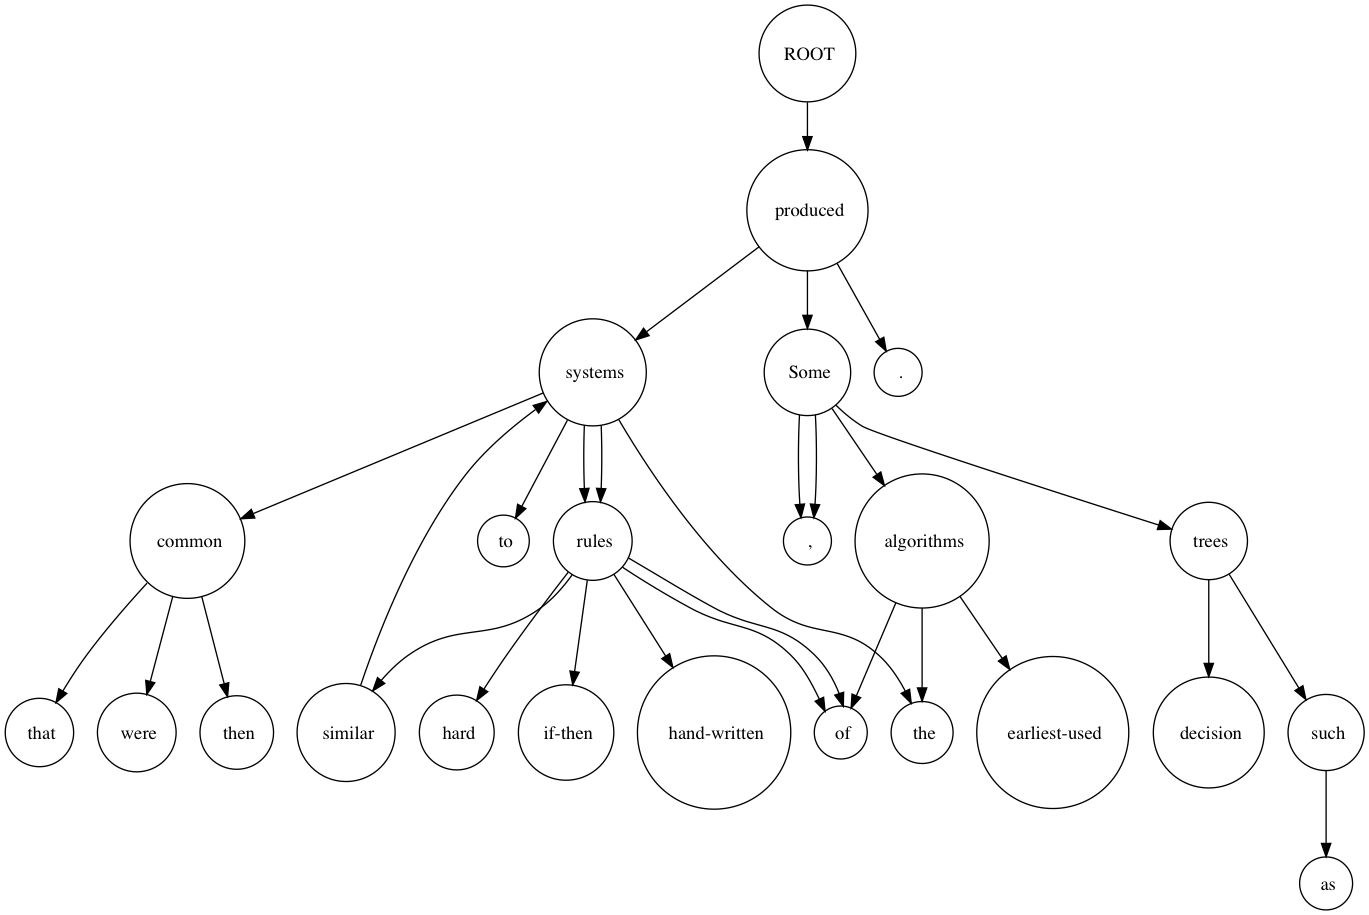 ROOT
produced
systems
Some
.
common
to
rules
,
algorithms
trees
that
were
then
similar
hard
if-then
hand-written
of
the
earliest-used
decision
such
as